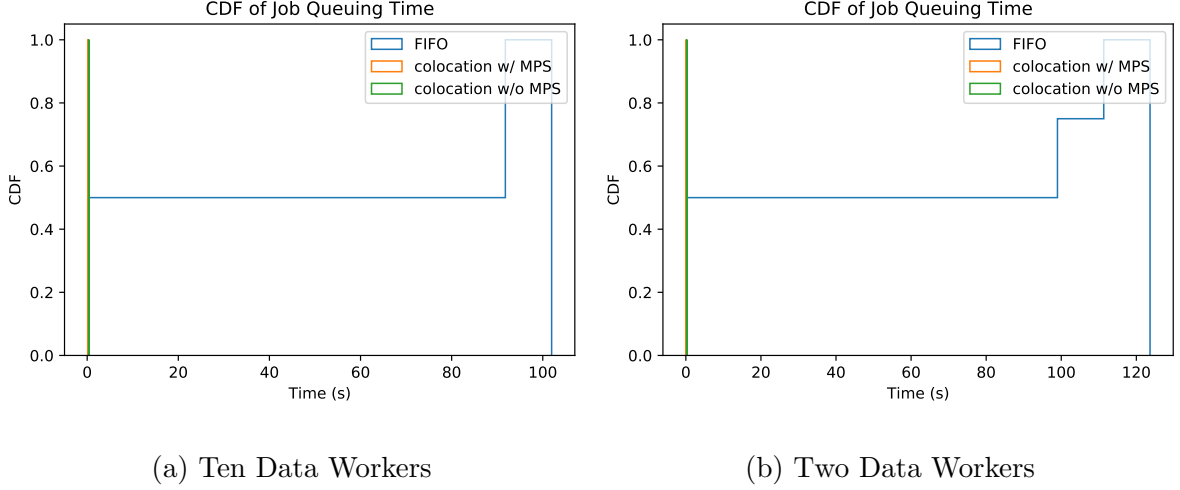 CDF of Job Queuing Time
1.0
0.8
0.6
0.4
0.2
0.0
CDF
FIFO
colocation w/ MPS
colocation w/o MPS
0 20 40 60 80 100
Time (s)
(a) Ten Data Workers
CDF of Job Queuing Time
1.0
0.8
0.6
0.4
0.2
0.0
CDF
FIFO
colocation w/ MPS
colocation w/o MPS
0 20 40 60 80 100 120
Time (s)
(b) Two Data Workers